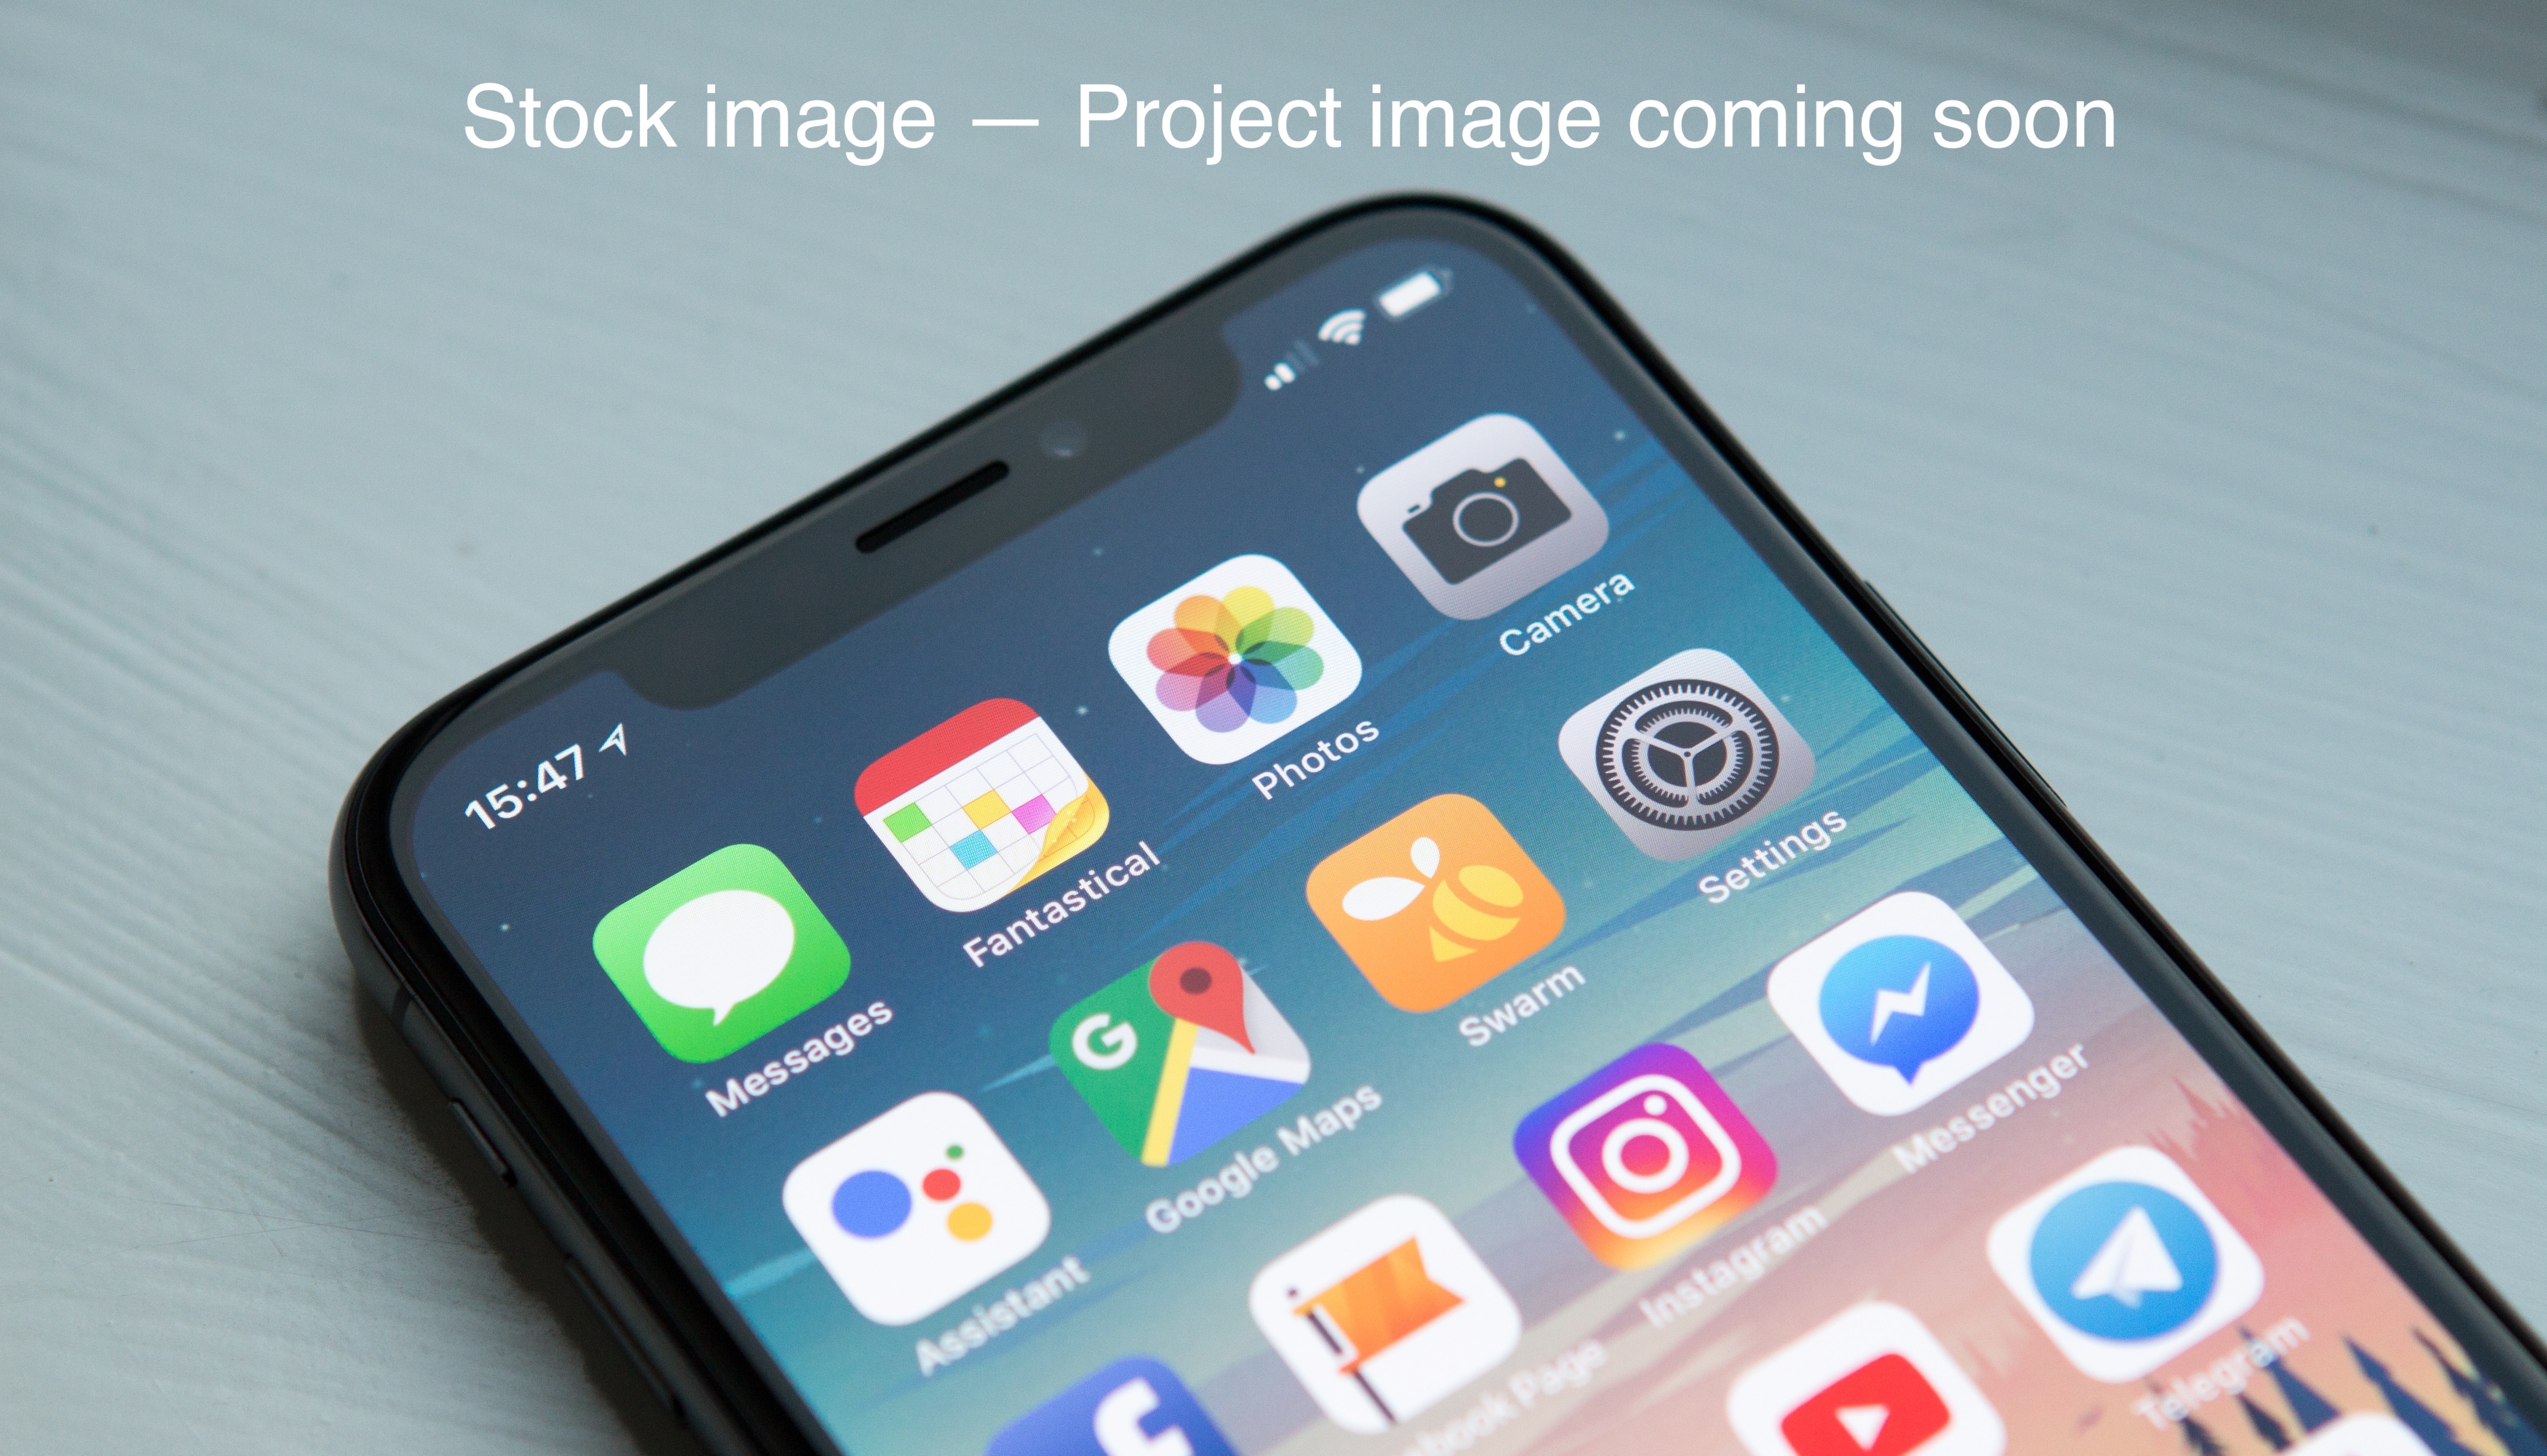 Stock image — Project image coming soon
15:47
Camera
Photos
Fantastical
Messages
Settings
Swarm
Google Maps
Assistant
Messenger
Instagram
Page
Telegram